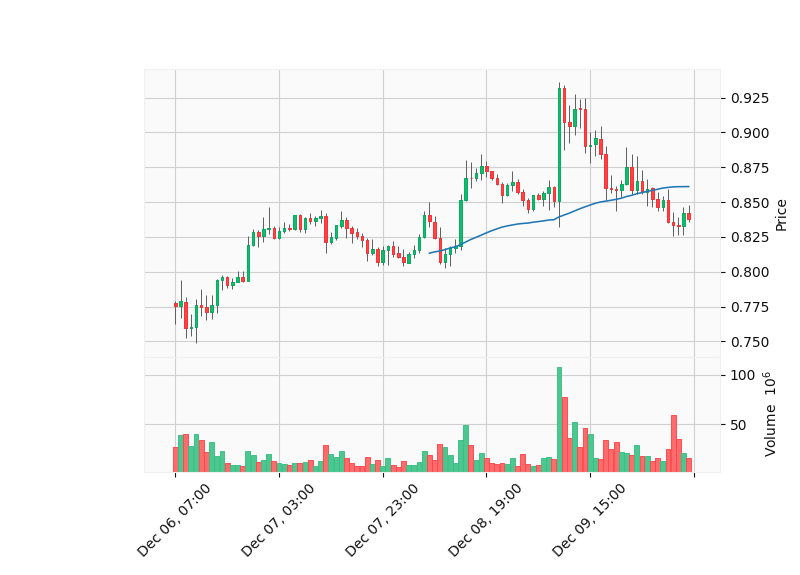 0.925
0.900
0.875
0.850
0.825
0.800
0.775
0.750
Price
100
50
Volume 10^6
Dec 06, 07:00
Dec 07, 03:00
Dec 07, 23:00
Dec 08, 19:00
Dec 09, 15:00